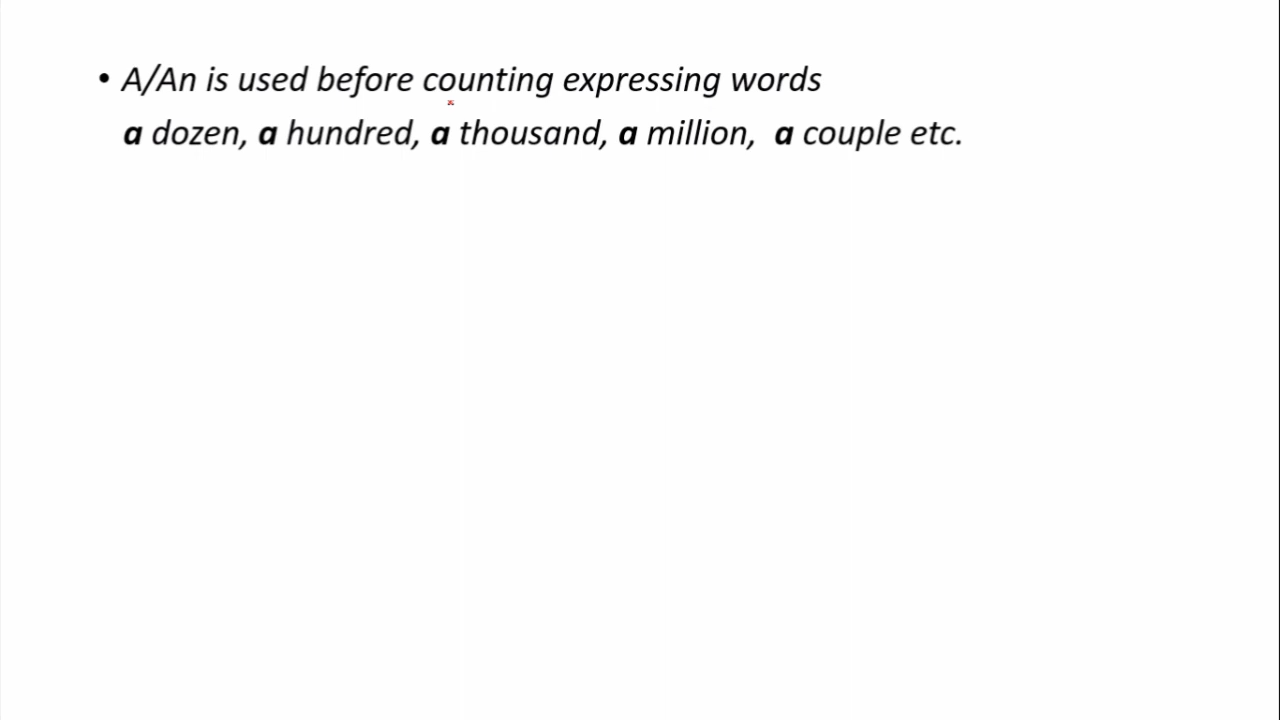 • A/An is used before counting expressing words
a dozen, a hundred, a thousand, a million, a couple etc.